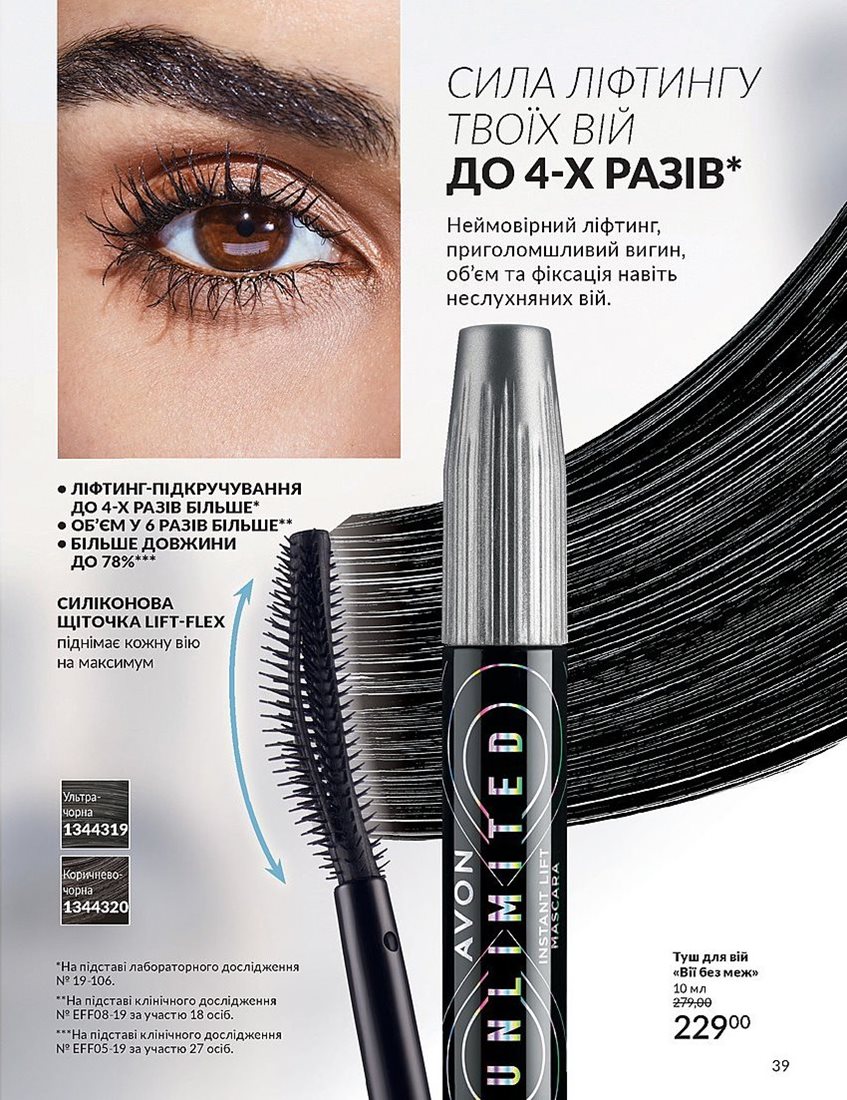 СИЛА ЛІФТИНГУ
ТВОЇХ ВІЙ
ДО 4-Х РАЗІВ*
Неймовірний ліфтинг,
приголомшливий вигин,
об'єм та фіксація навіть
неслухняних вій.
• ЛІФТИНГ-ПІДКРУЧУВАННЯ
ДО 4-Х РАЗІВ БІЛЬШЕ*
• ОБ'ЄМ У 6 РАЗІВ БІЛЬШЕ**
• БІЛЬШЕ ДОВЖИНИ
ДО 78%***
СИЛІКОНОВА
ЩІТОЧКА LIFT-FLEX
піднімає кожну вію
на максимум
Ультра-
чорна
1344319
Коричнево-
чорна
1344320
*На підставі лабораторного дослідження
№ 19-106.
**На підставі клінічного дослідження
№ EFF08-19 за участю 18 осіб.
***На підставі клінічного дослідження
№ EFF05-19 за участю 27 осіб.
AVON
UNLIMITED
INSTANT LIFT
MASCARA
Туш для вій
«Вії без меж»
10 мл
279,00
22900
39